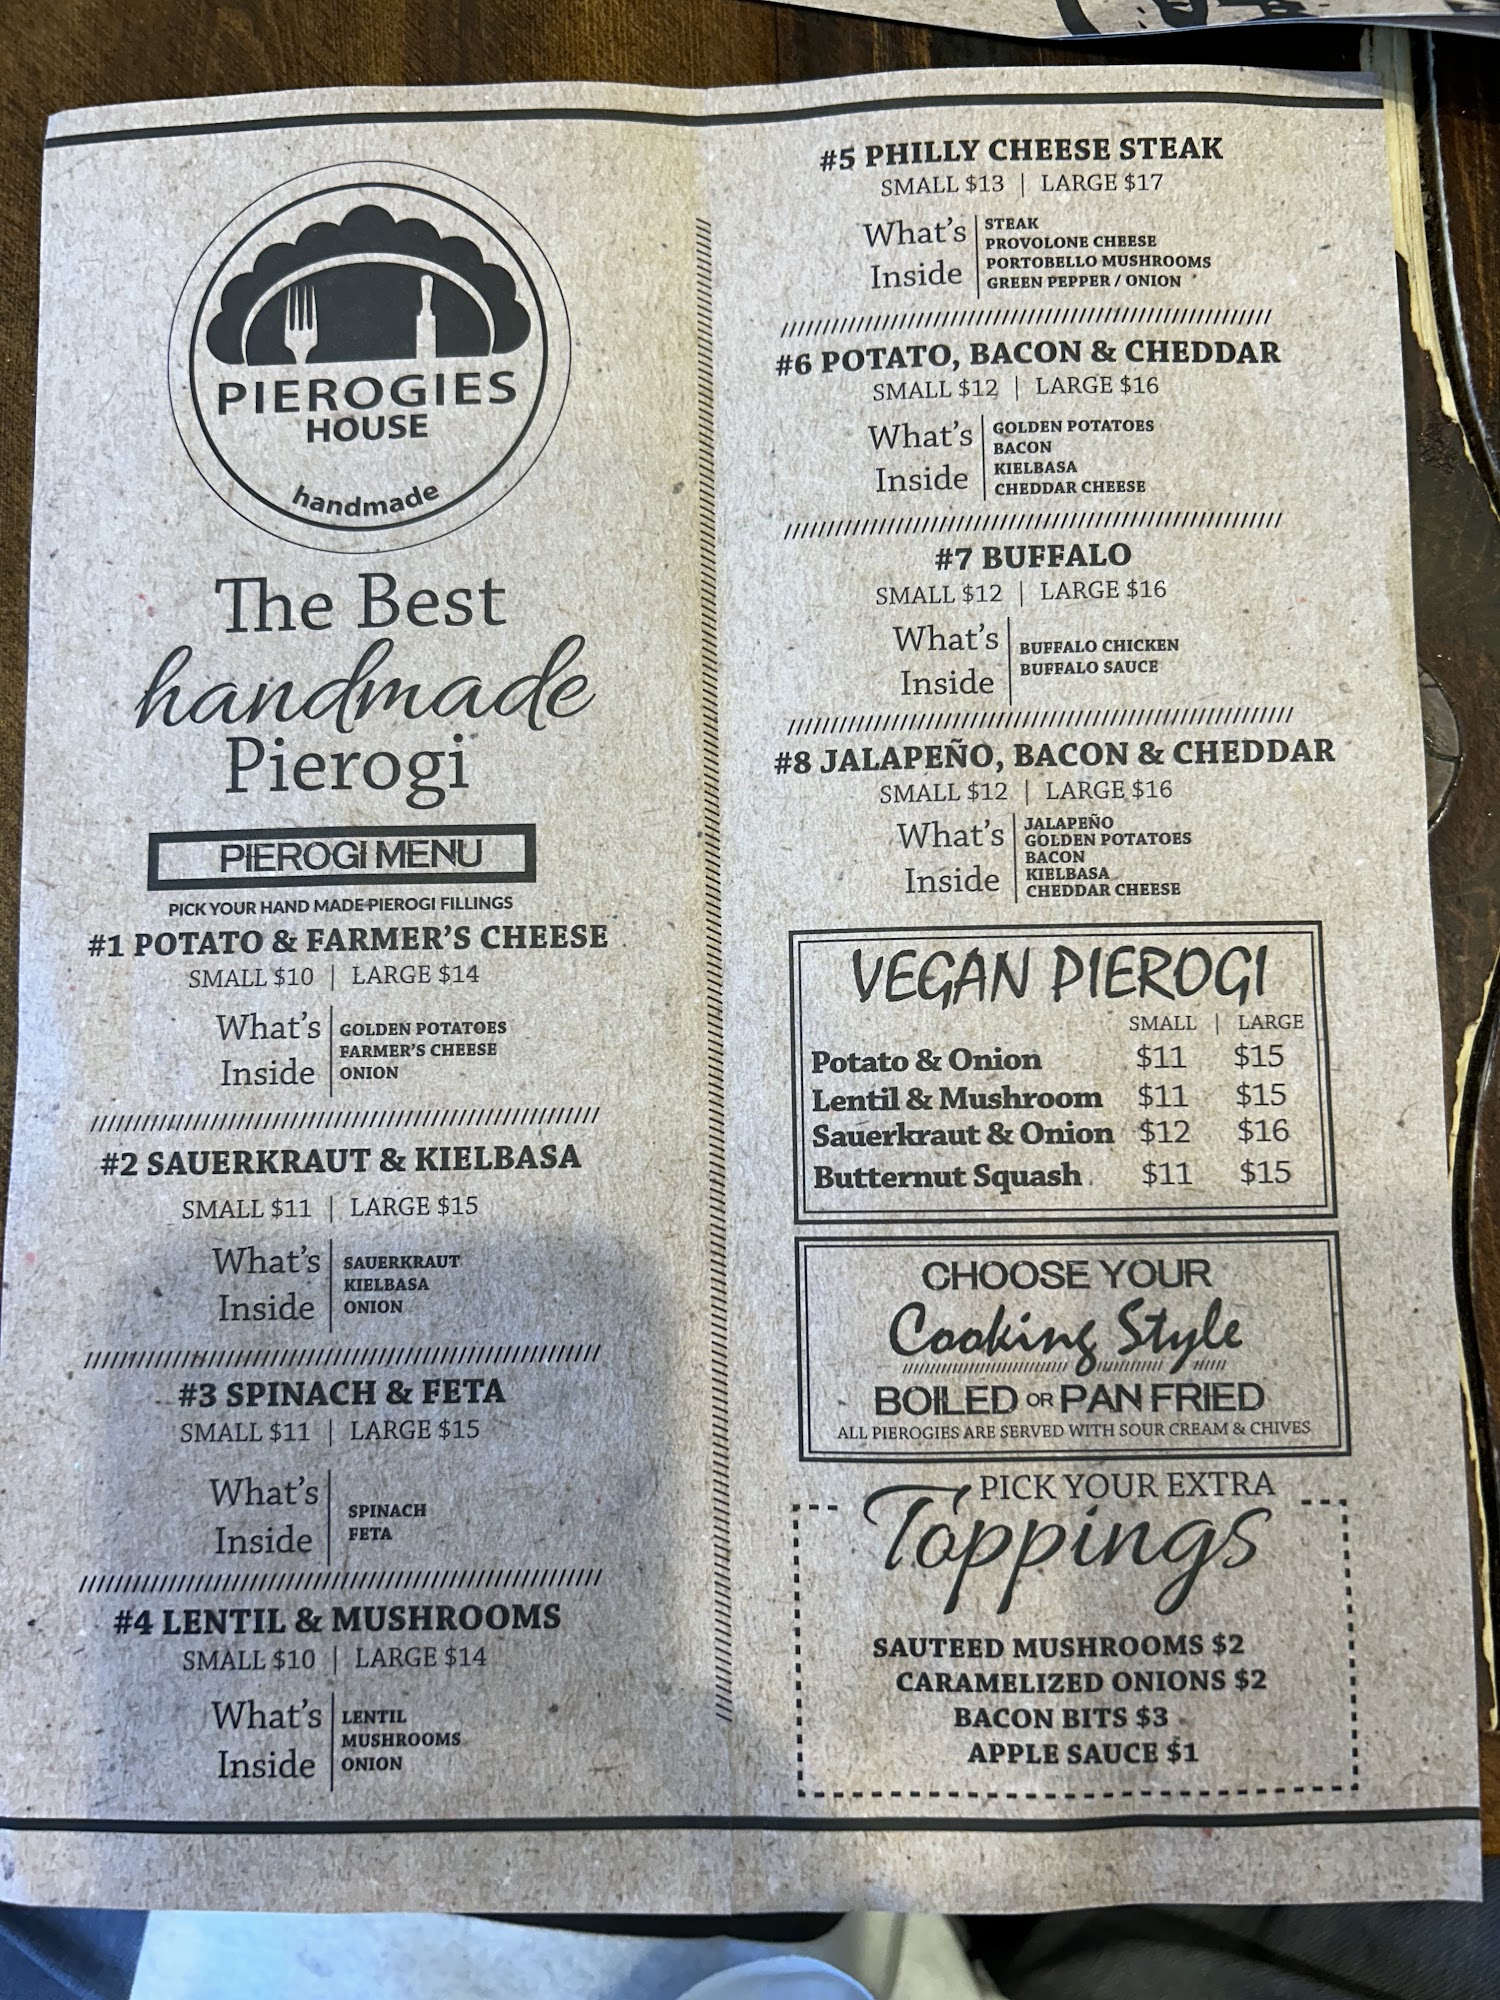 PIEROGIES
HOUSE
handmade
The Best
handmade
Pierogi
PIEROGI MENU
PICK YOUR HAND MADE PIEROGI FILLINGS
#1 POTATO & FARMER'S CHEESE
SMALL $10 | LARGE $14
What's Inside
GOLDEN POTATOES
FARMER'S CHEESE
ONION
#2 SAUERKRAUT & KIELBASA
SMALL $11 | LARGE $15
What's Inside
SAUERKRAUT
KIELBASA
ONION
#3 SPINACH & FETA
SMALL $11 | LARGE $15
What's Inside
SPINACH
FETA
#4 LENTIL & MUSHROOMS
SMALL $10 | LARGE $14
What's Inside
LENTIL
MUSHROOMS
ONION
#5 PHILLY CHEESE STEAK
SMALL $13 | LARGE $17
What's Inside
STEAK
PROVOLONE CHEESE
PORTOBELLO MUSHROOMS
GREEN PEPPER / ONION
#6 POTATO, BACON & CHEDDAR
SMALL $12 | LARGE $16
What's Inside
GOLDEN POTATOES
BACON
KIELBASA
CHEDDAR CHEESE
#7 BUFFALO
SMALL $12 | LARGE $16
What's Inside
BUFFALO CHICKEN
BUFFALO SAUCE
#8 JALAPEÑO, BACON & CHEDDAR
SMALL $12 | LARGE $16
What's Inside
JALAPEÑO
GOLDEN POTATOES
BACON
KIELBASA
CHEDDAR CHEESE
VEGAN PIEROGI
SMALL | LARGE
Potato & Onion $11 $15
Lentil & Mushroom $11 $15
Sauerkraut & Onion $12 $16
Butternut Squash $11 $15
CHOOSE YOUR
Cooking Style
BOILED OR PAN FRIED
ALL PIEROGIES ARE SERVED WITH SOUR CREAM & CHIVES
PICK YOUR EXTRA
Toppings
SAUTEED MUSHROOMS $2
CARAMELIZED ONIONS $2
BACON BITS $3
APPLE SAUCE $1